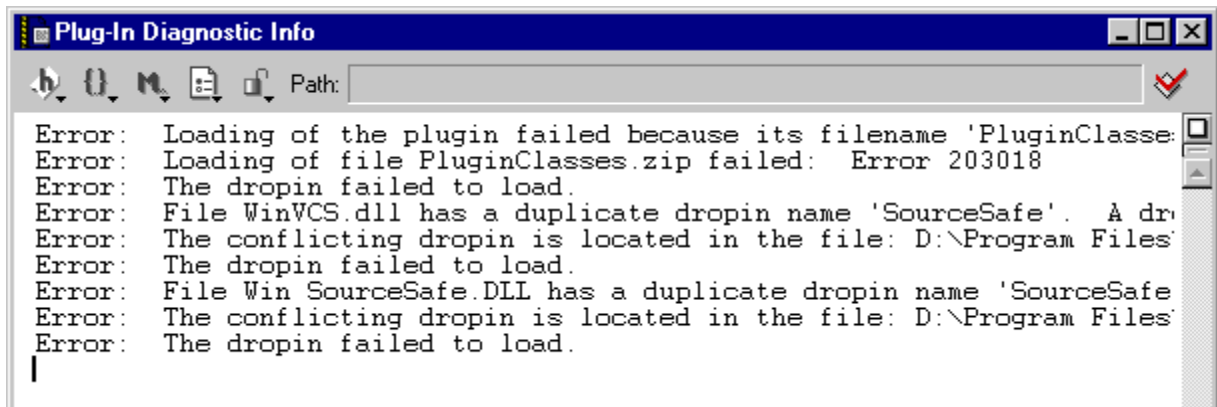 Plug-In Diagnostic Info
.h {} M. Path:
Error: Loading of the plugin failed because its filename 'PluginClasses
Error: Loading of file PluginClasses.zip failed: Error 203018
Error: The dropin failed to load.
Error: File WinVCS.dll has a duplicate dropin name 'SourceSafe'. A dr
Error: The conflicting dropin is located in the file: D:\Program Files
Error: The dropin failed to load.
Error: File Win SourceSafe.DLL has a duplicate dropin name 'SourceSafe
Error: The conflicting dropin is located in the file: D:\Program Files
Error: The dropin failed to load.